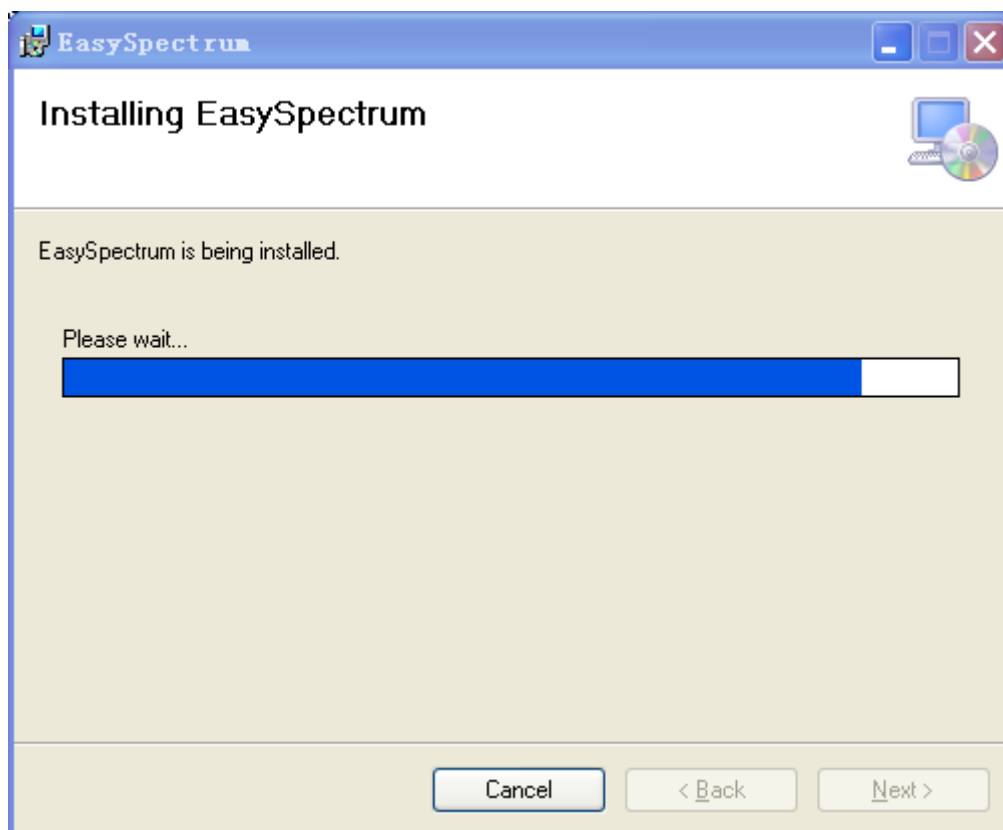 EasySpectrum
Installing EasySpectrum
EasySpectrum is being installed.
Please wait...
Cancel
< Back
Next >